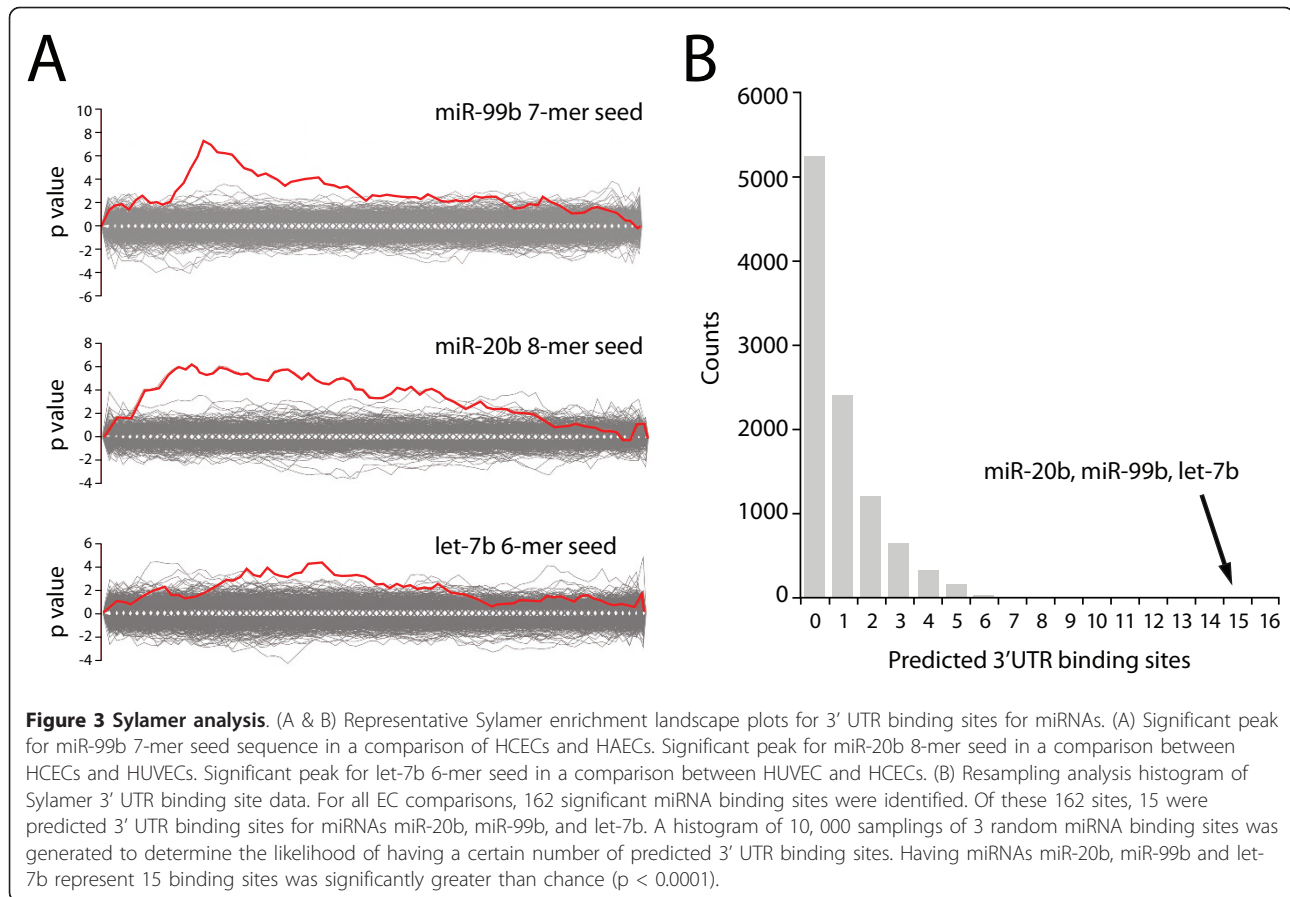 A
miR-99b 7-mer seed
p value
10
8
6
4
2
0
-2
-4
-6
miR-20b 8-mer seed
p value
8
6
4
2
0
-2
-4
let-7b 6-mer seed
p value
6
4
2
0
-2
-4
B
Counts
6000
5000
4000
3000
2000
1000
0
miR-20b, miR-99b, let-7b
0 1 2 3 4 5 6 7 8 9 10 11 12 13 14 15 16
Predicted 3'UTR binding sites
Figure 3 Sylamer analysis. (A & B) Representative Sylamer enrichment landscape plots for 3' UTR binding sites for miRNAs. (A) Significant peak
for miR-99b 7-mer seed sequence in a comparison of HCECs and HAECs. Significant peak for miR-20b 8-mer seed in a comparison between
HCECs and HUVECs. Significant peak for let-7b 6-mer seed in a comparison between HUVEC and HCECs. (B) Resampling analysis histogram of
Sylamer 3' UTR binding site data. For all EC comparisons, 162 significant miRNA binding sites were identified. Of these 162 sites, 15 were
predicted 3' UTR binding sites for miRNAs miR-20b, miR-99b, and let-7b. A histogram of 10, 000 samplings of 3 random miRNA binding sites was
generated to determine the likelihood of having a certain number of predicted 3' UTR binding sites. Having miRNAs miR-20b, miR-99b and let-
7b represent 15 binding sites was significantly greater than chance (p < 0.0001).